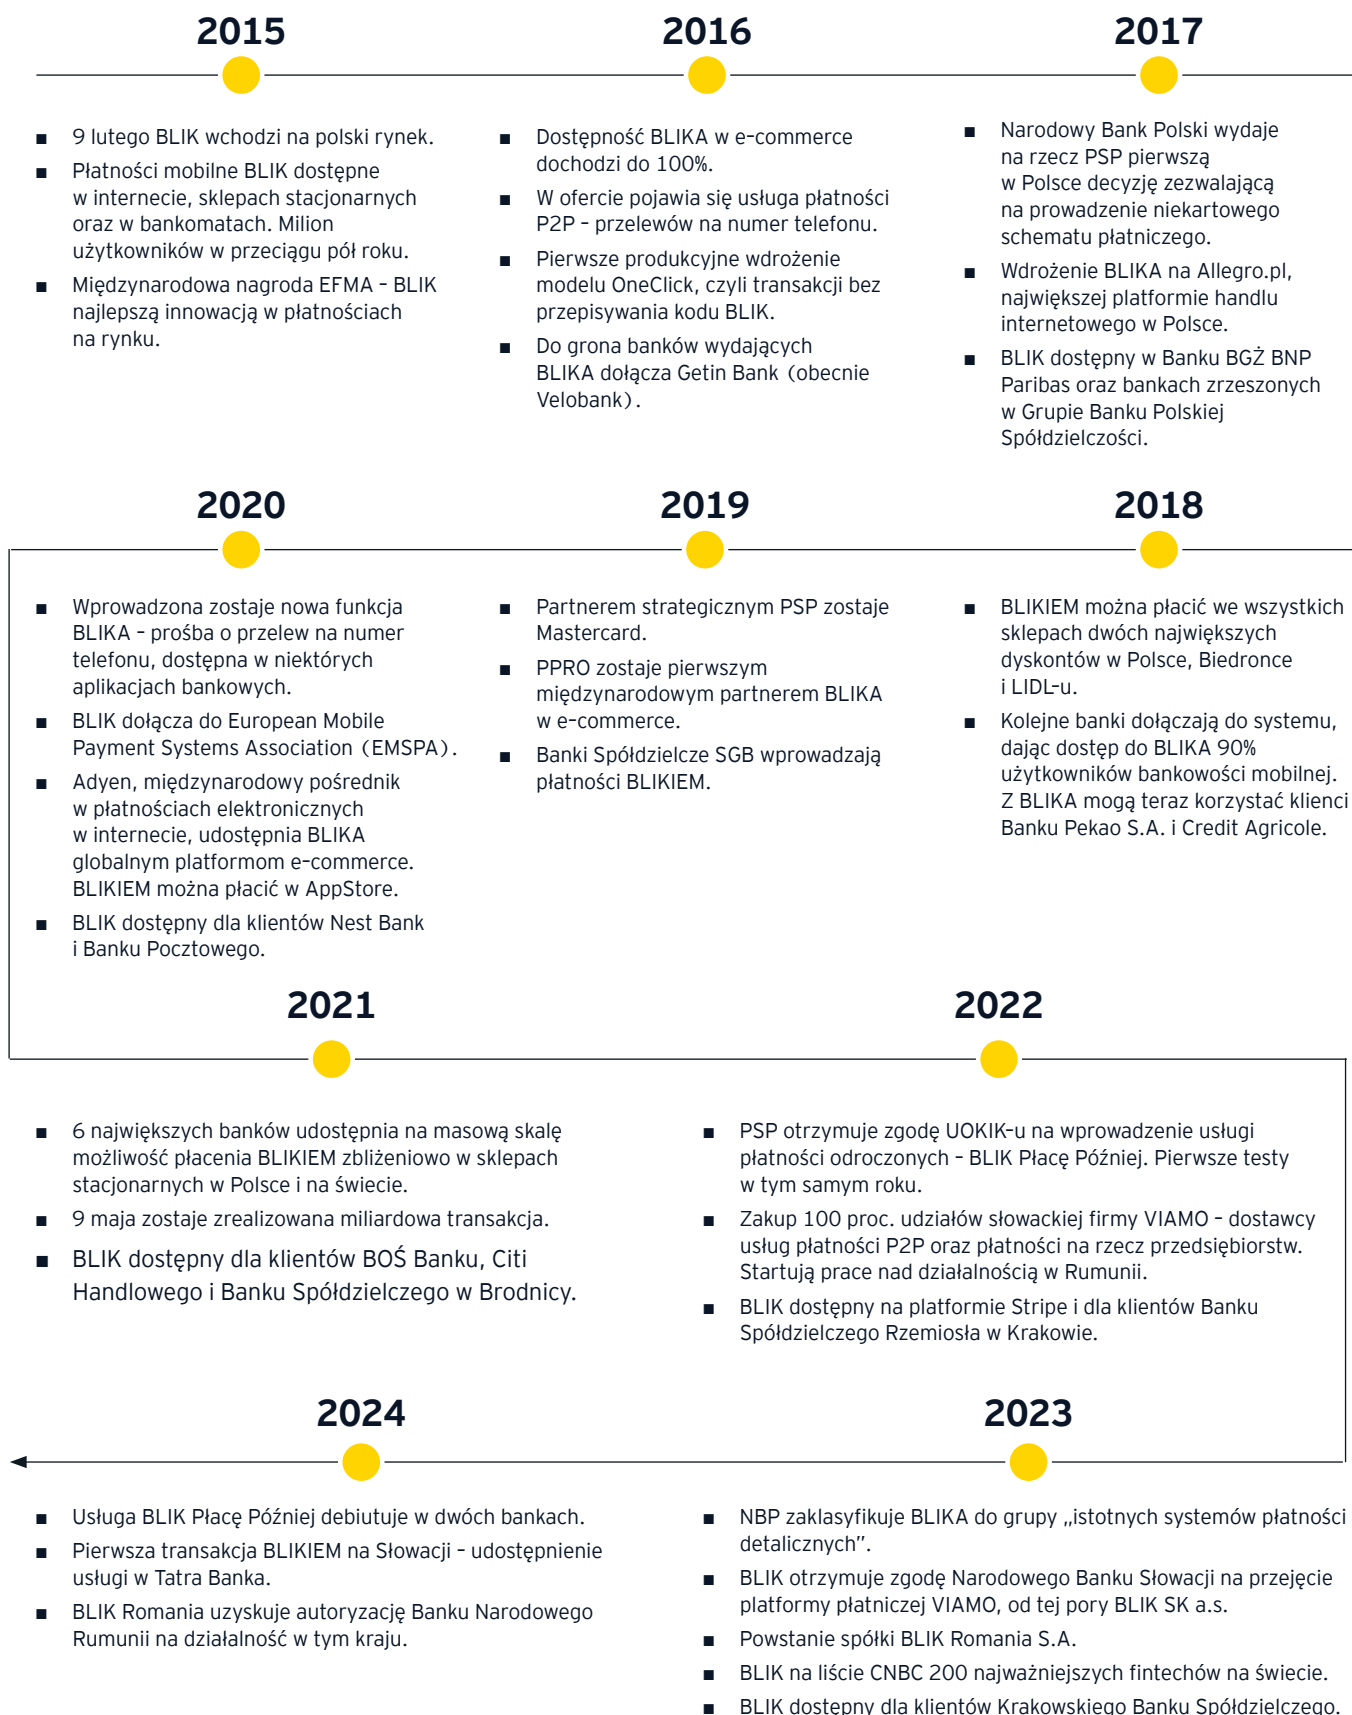 2015
■ 9 lutego BLIK wchodzi na polski rynek.
■ Płatności mobilne BLIK dostępne
w internecie, sklepach stacjonarnych
oraz w bankomatach. Milion
użytkowników w przeciągu pół roku.
■ Międzynarodowa nagroda EFMA – BLIK
najlepszą innowacją w płatnościach
na rynku.
2016
■ Dostępność BLIKA w e-commerce
dochodzi do 100%.
■ W ofercie pojawia się usługa płatności
P2P – przelewów na numer telefonu.
■ Pierwsze produkcyjne wdrożenie
modelu OneClick, czyli transakcji bez
przepisywania kodu BLIK.
■ Do grona banków wydających
BLIKA dołącza Getin Bank (obecnie
Velobank).
2017
■ Narodowy Bank Polski wydaje
na rzecz PSP pierwszą
w Polsce decyzję zezwalającą
na prowadzenie niekartowego
schematu płatniczego.
■ Wdrożenie BLIKA na Allegro.pl,
największej platformie handlu
internetowego w Polsce.
■ BLIK dostępny w Banku BGŻ BNP
Paribas oraz bankach zrzeszonych
w Grupie Banku Polskiej
Spółdzielczości.
2018
■ BLIKIEM można płacić we wszystkich
sklepach dwóch największych
dyskontów w Polsce, Biedronce
i LIDL-u.
■ Kolejne banki dołączają do systemu,
dając dostęp do BLIKA 90%
użytkowników bankowości mobilnej.
Z BLIKA mogą teraz korzystać klienci
Banku Pekao S.A. i Credit Agricole.
2019
■ Partnerem strategicznym PSP zostaje
Mastercard.
■ PPRO zostaje pierwszym
międzynarodowym partnerem BLIKA
w e-commerce.
■ Banki Spółdzielcze SGB wprowadzają
płatności BLIKIEM.
2020
■ Wprowadzona zostaje nowa funkcja
BLIKA – prośba o przelew na numer
telefonu, dostępna w niektórych
aplikacjach bankowych.
■ BLIK dołącza do European Mobile
Payment Systems Association (EMSPA).
■ Adyen, międzynarodowy pośrednik
w płatnościach elektronicznych
w internecie, udostępnia BLIKA
globalnym platformom e-commerce.
BLIKIEM można płacić w AppStore.
■ BLIK dostępny dla klientów Nest Bank
i Banku Pocztowego.
2021
■ 6 największych banków udostępnia na masową skalę
możliwość płacenia BLIKIEM zbliżeniowo w sklepach
stacjonarnych w Polsce i na świecie.
■ 9 maja zostaje zrealizowana miliardowa transakcja.
■ BLIK dostępny dla klientów BOŚ Banku, Citi
Handlowego i Banku Spółdzielczego w Brodnicy.
2022
■ PSP otrzymuje zgodę UOKIK-u na wprowadzenie usługi
płatności odroczonych – BLIK Płacę Później. Pierwsze testy
w tym samym roku.
■ Zakup 100 proc. udziałów słowackiej firmy VIAMO – dostawcy
usług płatności P2P oraz płatności na rzecz przedsiębiorstw.
Startują prace nad działalnością w Rumunii.
■ BLIK dostępny na platformie Stripe i dla klientów Banku
Spółdzielczego Rzemiosła w Krakowie.
2023
■ NBP zaklasyfikuje BLIKA do grupy „istotnych systemów płatności
detalicznych”.
■ BLIK otrzymuje zgodę Narodowego Banku Słowacji na przejęcie
platformy płatniczej VIAMO, od tej pory BLIK SK a.s.
■ Powstanie spółki BLIK Romania S.A.
■ BLIK na liście CNBC 200 najważniejszych fintechów na świecie.
■ BLIK dostępny dla klientów Krakowskiego Banku Spółdzielczego.
2024
■ Usługa BLIK Płacę Później debiutuje w dwóch bankach.
■ Pierwsza transakcja BLIKIEM na Słowacji – udostępnienie
usługi w Tatra Banka.
■ BLIK Romania uzyskuje autoryzację Banku Narodowego
Rumunii na działalność w tym kraju.